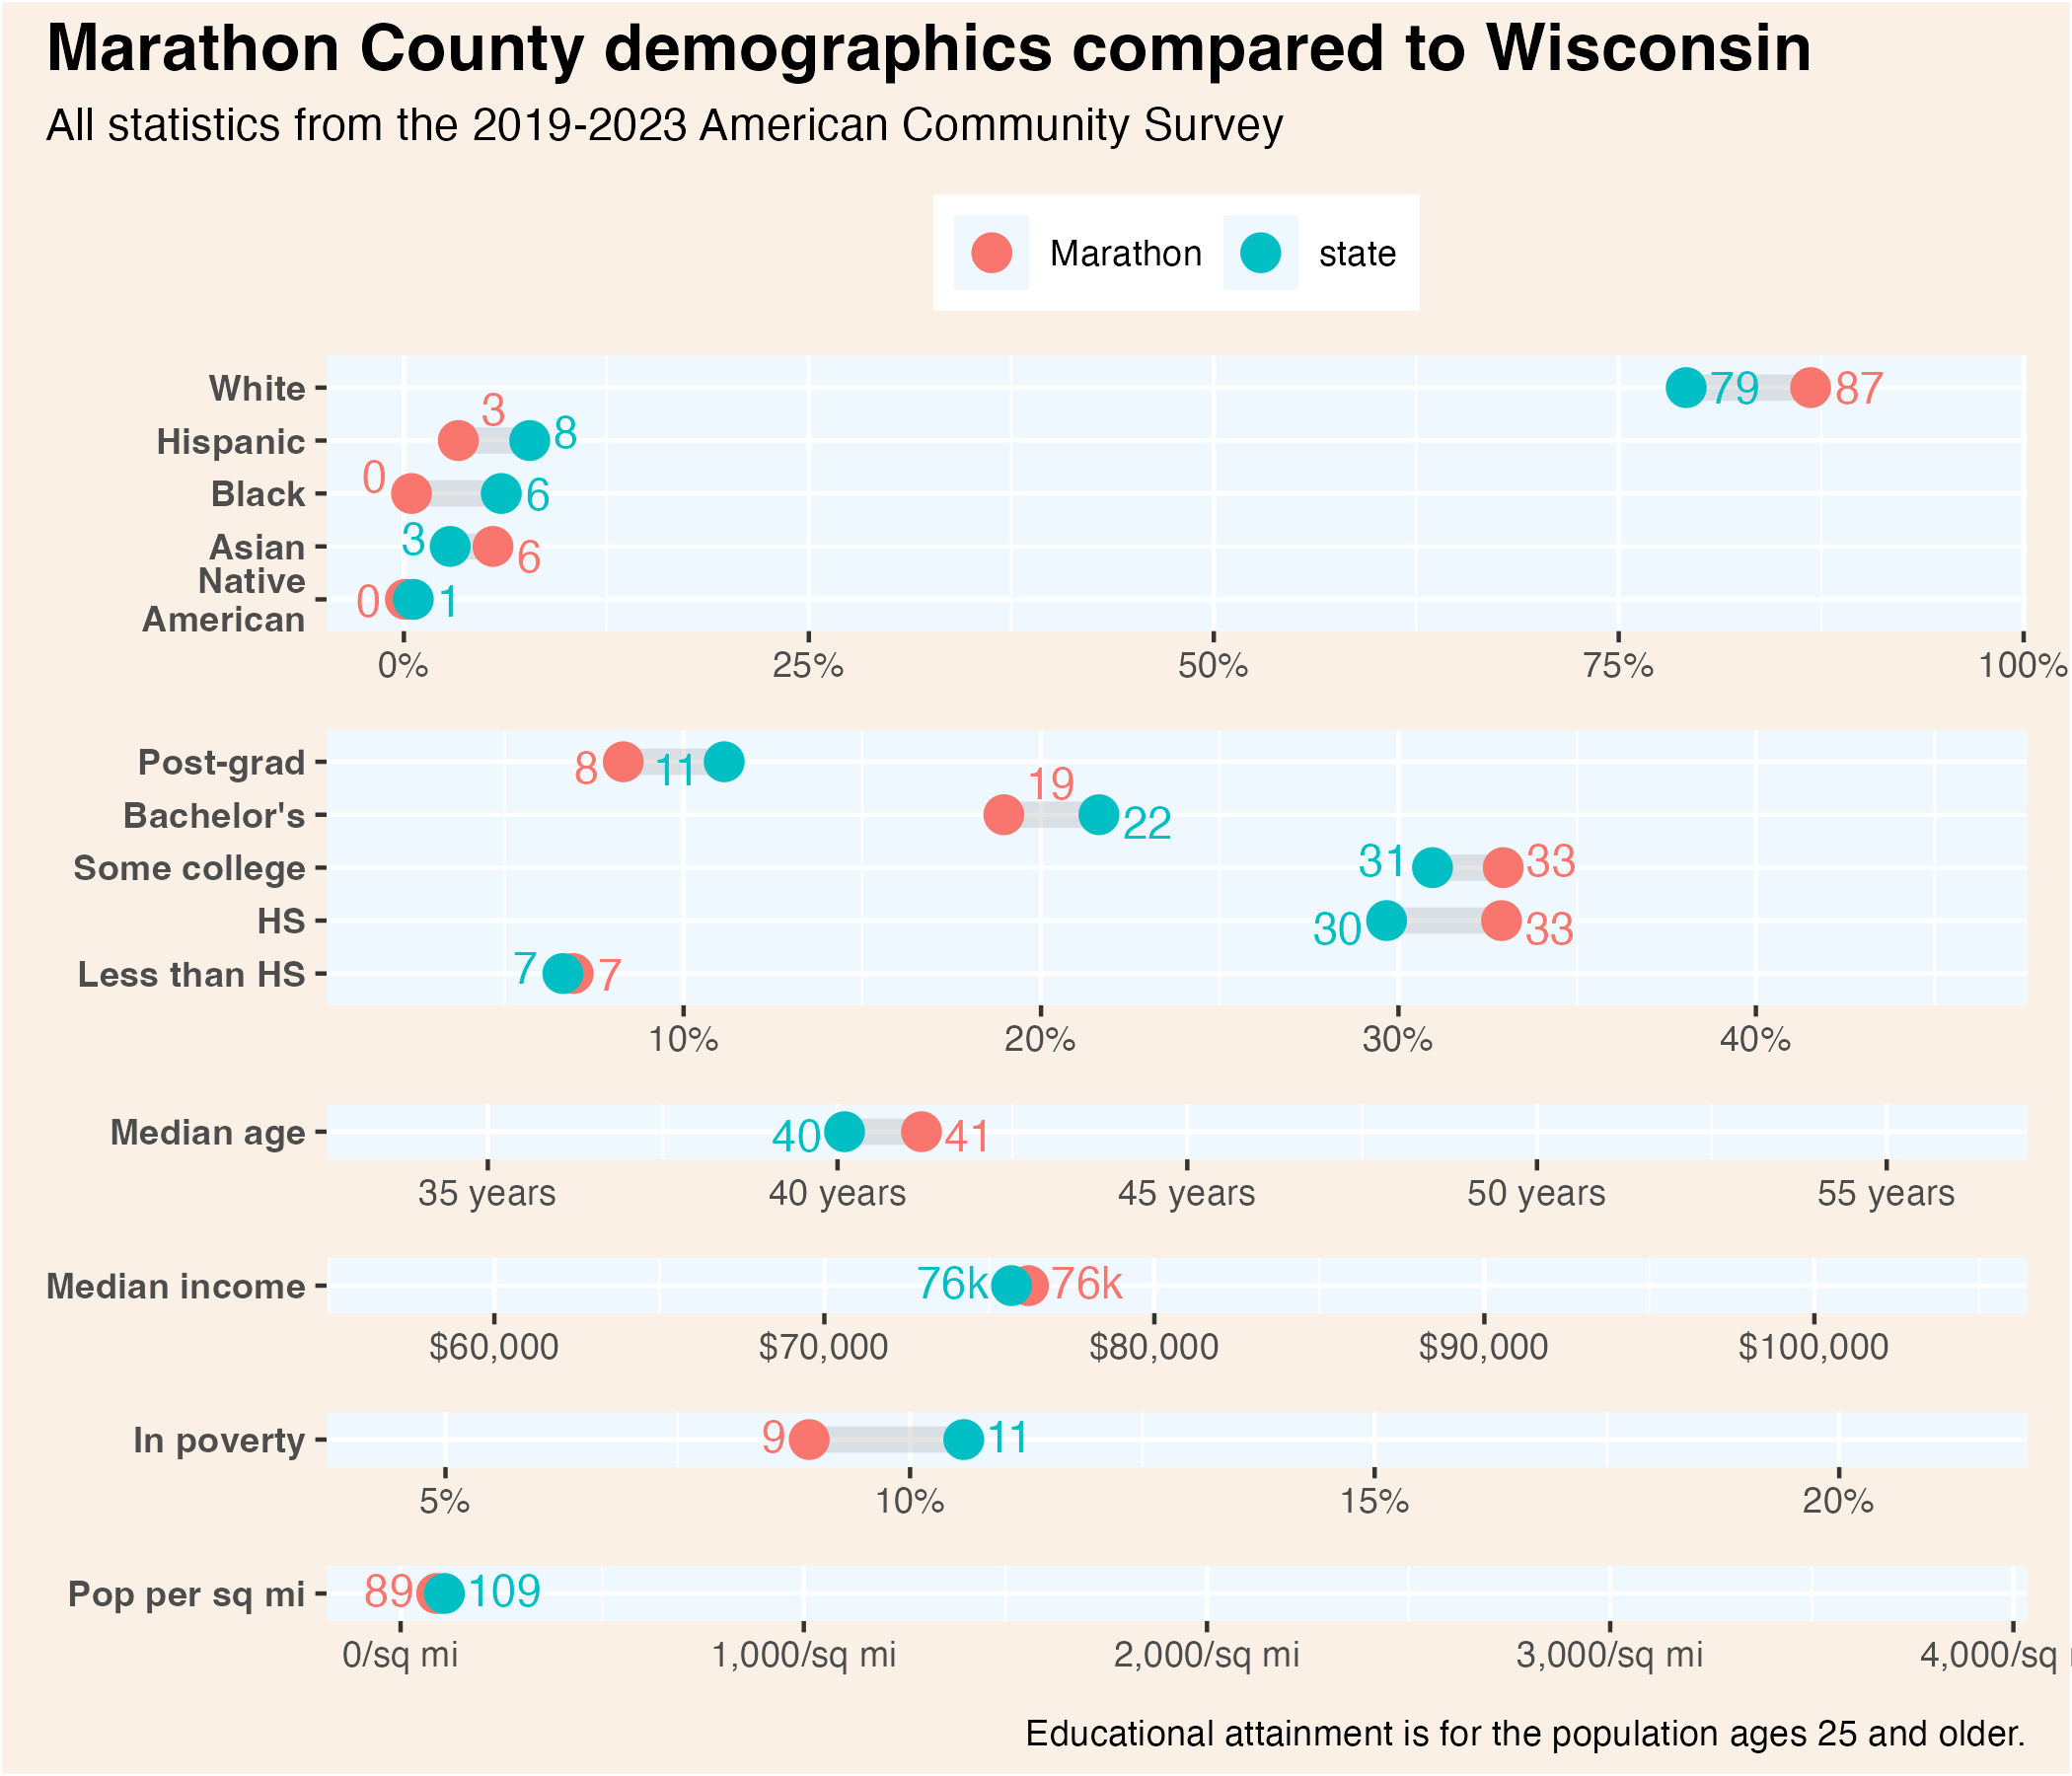 Marathon County demographics compared to Wisconsin
All statistics from the 2019-2023 American Community Survey
Marathon state
White 79 87
Hispanic 3 8
Black 0 6
Asian 3 6
Native
American 0 1
0% 25% 50% 75% 100%
Post-grad 8 11
Bachelor's 19 22
Some college 31 33
HS 30 33
Less than HS 7 7
10% 20% 30% 40%
Median age 40 41
35 years 40 years 45 years 50 years 55 years
Median income 76k 76k
$60,000 $70,000 $80,000 $90,000 $100,000
In poverty 9 11
5% 10% 15% 20%
Pop per sq mi 89 109
0/sq mi 1,000/sq mi 2,000/sq mi 3,000/sq mi 4,000/sq
Educational attainment is for the population ages 25 and older.